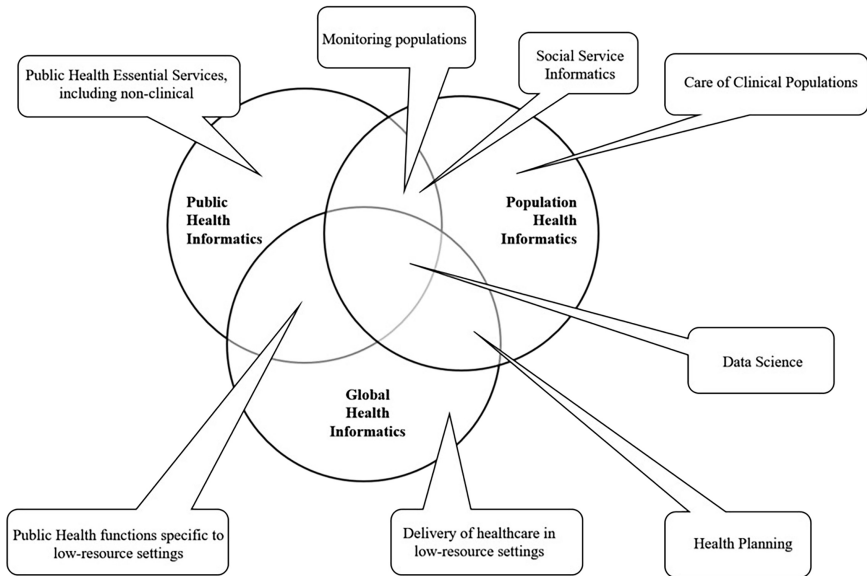 Monitoring populations
Social Service
Informatics
Public Health Essential Services,
including non-clinical
Care of Clinical Populations
Public
Health
Informatics
Population
Health
Informatics
Data Science
Global
Health
Informatics
Public Health functions specific to
low-resource settings
Delivery of healthcare in
low-resource settings
Health Planning